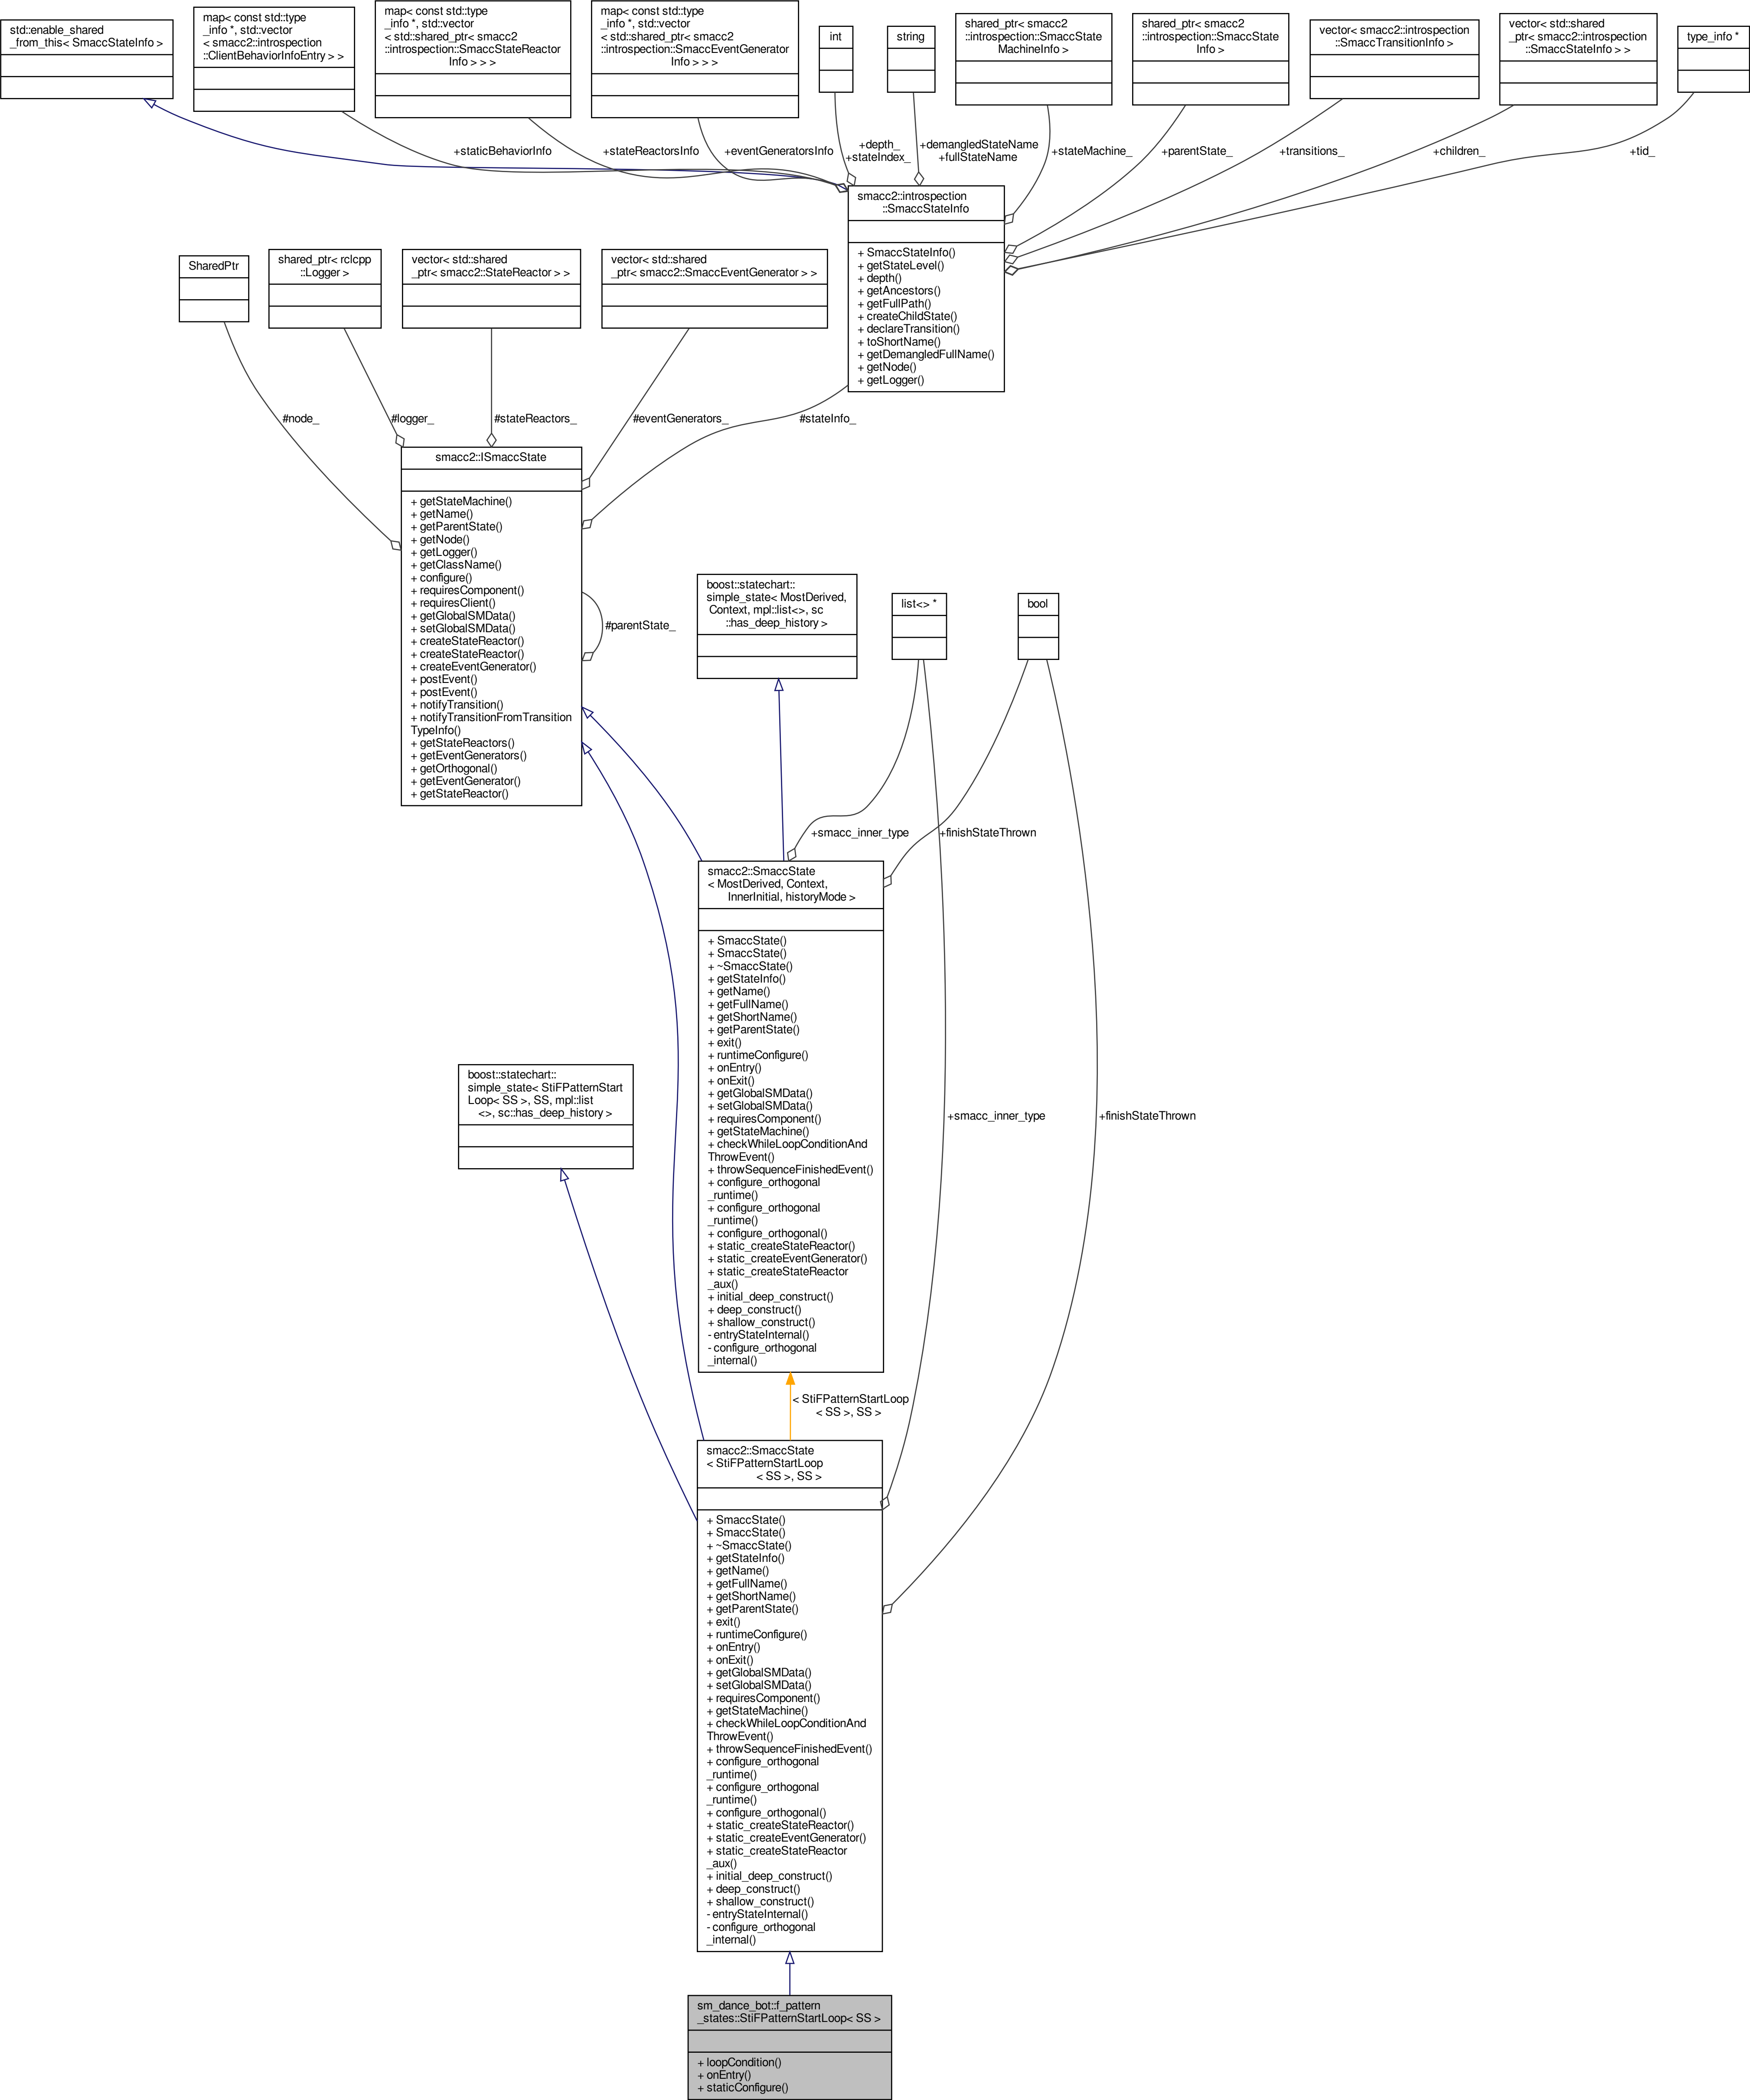 std::enable_shared
_from_this< SmaccStateInfo >
map< const std::type
_info *, std::vector
< smacc2::introspection
::ClientBehaviorInfoEntry > >
map< const std::type
_info *, std::vector
< std::shared_ptr< smacc2
::introspection::SmaccStateReactor
Info > > >
map< const std::type
_info *, std::vector
< std::shared_ptr< smacc2
::introspection::SmaccEventGenerator
Info > > >
int
string
shared_ptr< smacc2
::introspection::SmaccState
MachineInfo >
shared_ptr< smacc2
::introspection::SmaccState
Info >
vector< smacc2::introspection
::SmaccTransitionInfo >
vector< std::shared
_ptr< smacc2::introspection
::SmaccStateInfo > >
type_info *
+staticBehaviorInfo
+stateReactorsInfo
+eventGeneratorsInfo
+depth_
+stateIndex_
+demangledStateName
+fullStateName
+stateMachine_
+parentState_
+transitions_
+children_
+tid_
smacc2::introspection
::SmaccStateInfo
+ SmaccStateInfo()
+ getStateLevel()
+ depth()
+ getAncestors()
+ getFullPath()
+ createChildState()
+ declareTransition()
+ toShortName()
+ getDemangledFullName()
+ getNode()
+ getLogger()
SharedPtr
shared_ptr< rclcpp
::Logger >
vector< std::shared
_ptr< smacc2::StateReactor > >
vector< std::shared
_ptr< smacc2::SmaccEventGenerator > >
#node_
#logger_
#stateReactors_
#eventGenerators_
#stateInfo_
smacc2::ISmaccState
+ getStateMachine()
+ getName()
+ getParentState()
+ getNode()
+ getLogger()
+ getClassName()
+ configure()
+ requiresComponent()
+ requiresClient()
+ getGlobalSMData()
+ setGlobalSMData()
+ createStateReactor()
+ createStateReactor()
+ createEventGenerator()
+ postEvent()
+ postEvent()
+ notifyTransition()
+ notifyTransitionFromTransition
TypeInfo()
+ getStateReactors()
+ getEventGenerators()
+ getOrthogonal()
+ getEventGenerator()
+ getStateReactor()
#parentState_
boost::statechart::
simple_state< MostDerived,
Context, mpl::list<>, sc
::has_deep_history >
list<> *
bool
+smacc_inner_type
+finishStateThrown
smacc2::SmaccState
< MostDerived, Context,
InnerInitial, historyMode >
+ SmaccState()
+ SmaccState()
+ ~SmaccState()
+ getStateInfo()
+ getName()
+ getFullName()
+ getShortName()
+ getParentState()
+ exit()
+ runtimeConfigure()
+ onEntry()
+ onExit()
+ getGlobalSMData()
+ setGlobalSMData()
+ requiresComponent()
+ getStateMachine()
+ checkWhileLoopConditionAnd
ThrowEvent()
+ throwSequenceFinishedEvent()
+ configure_orthogonal
_runtime()
+ configure_orthogonal
_runtime()
+ configure_orthogonal()
+ static_createStateReactor()
+ static_createEventGenerator()
+ static_createStateReactor
_aux()
+ initial_deep_construct()
+ deep_construct()
+ shallow_construct()
- entryStateInternal()
- configure_orthogonal
_internal()
boost::statechart::
simple_state< StiFPatternStart
Loop< SS >, SS, mpl::list
<>, sc::has_deep_history >
+smacc_inner_type
+finishStateThrown
< StiFPatternStartLoop
< SS >, SS >
smacc2::SmaccState
< StiFPatternStartLoop
< SS >, SS >
+ SmaccState()
+ SmaccState()
+ ~SmaccState()
+ getStateInfo()
+ getName()
+ getFullName()
+ getShortName()
+ getParentState()
+ exit()
+ runtimeConfigure()
+ onEntry()
+ onExit()
+ getGlobalSMData()
+ setGlobalSMData()
+ requiresComponent()
+ getStateMachine()
+ checkWhileLoopConditionAnd
ThrowEvent()
+ throwSequenceFinishedEvent()
+ configure_orthogonal
_runtime()
+ configure_orthogonal
_runtime()
+ configure_orthogonal()
+ static_createStateReactor()
+ static_createEventGenerator()
+ static_createStateReactor
_aux()
+ initial_deep_construct()
+ deep_construct()
+ shallow_construct()
- entryStateInternal()
- configure_orthogonal
_internal()
sm_dance_bot::f_pattern
_states::StiFPatternStartLoop< SS >
+ loopCondition()
+ onEntry()
+ staticConfigure()